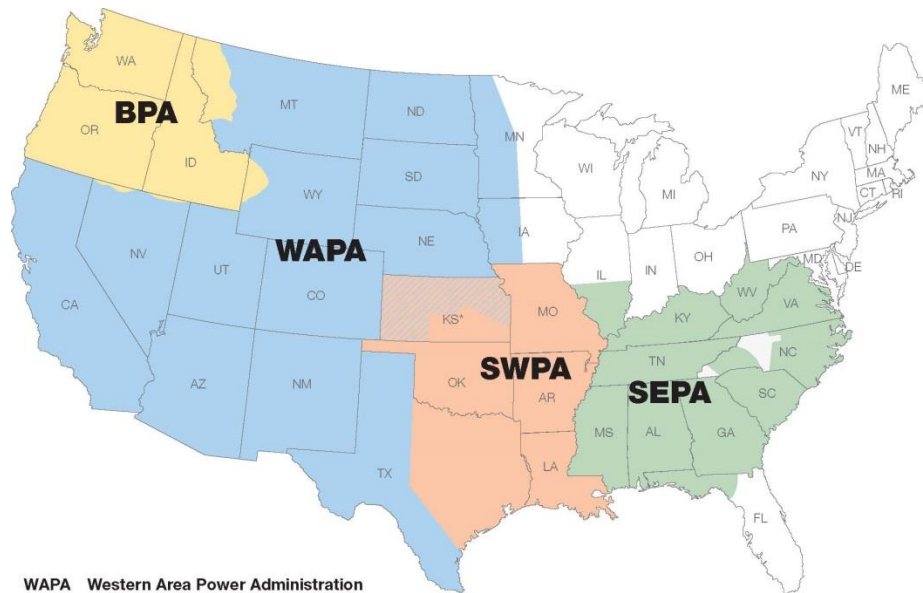 WA
ME
MT
ND
VT
BPA
MN
NH
OR
ID
WI
NY
MA
SD
CT
RI
WY
MI
IA
PA
NJ
NE
OH
NV
WAPA
IL
IN
MD
DE
UT
CO
WV
VA
CA
KS*
MO
KY
NC
TN
OK
SWPA
SEPA
AZ
NM
AR
SC
MS
AL
GA
TX
LA
FL
WAPA Western Area Power Administration